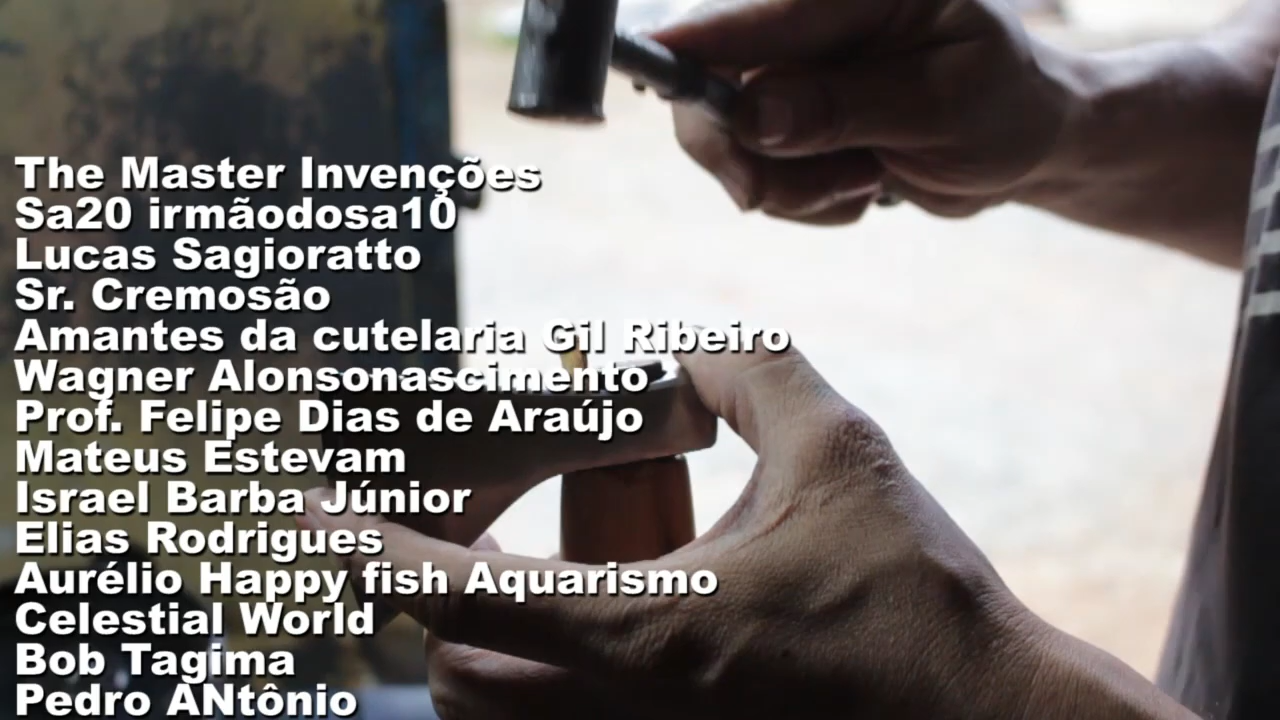 The Master Invenções
Sa20 irmãodosa10
Lucas Sagioratto
Sr. Cremosão
Amantes da cutelaria Gil Ribeiro
Wagner Alonsonascimento
Prof. Felipe Dias de Araújo
Mateus Estevam
Israel Barba Júnior
Elias Rodrigues
Aurélio Happy fish Aquarismo
Celestial World
Bob Tagima
Pedro ANtônio